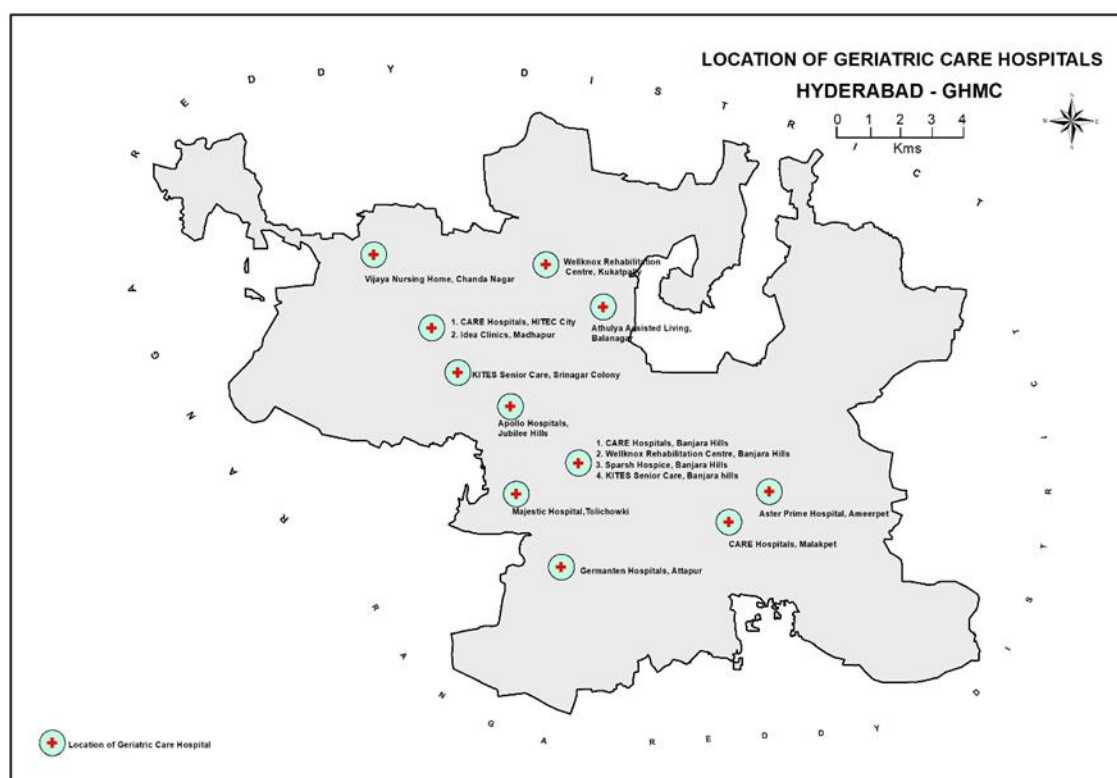 LOCATION OF GERIATRIC CARE HOSPITALS
HYDERABAD - GHMC
0 1 2 3 4
Kms
N
W E
S
R E D D Y D I S T R I C T
R A N G A R E D D Y D I S T R I C T
R A N G A
Vijaya Nursing Home, Chanda Nagar
Wellknox Rehabilitation
Centre, Kukatpally
1. CARE Hospitals, HITEC City
2. Idea Clinics, Madhapur
Athulya Assisted Living,
Balanagar
KITES Senior Care, Srinagar Colony
Apollo Hospitals,
Jubilee Hills
1. CARE Hospitals, Banjara Hills
2. Wellknox Rehabilitation Centre, Banjara Hills
3. Sparsh Hospice, Banjara Hills
4. KITES Senior Care, Banjara hills
Majestic Hospital,Tolichowki
Aster Prime Hospital, Ameerpet
CARE Hospitals, Malakpet
Germanten Hospitals, Attapur
Location of Geriatric Care Hospital